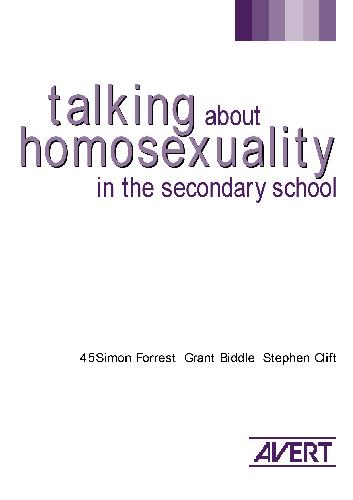 talking about
homosexuality
in the secondary school
45Simon Forrest Grant Biddle Stephen Clift
AVERT